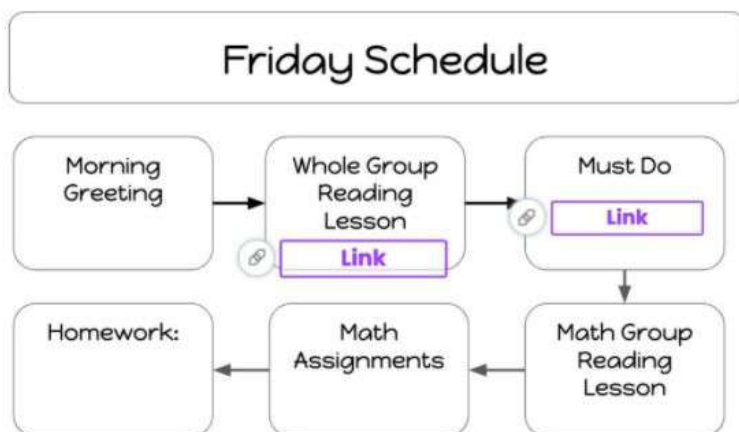 Friday Schedule
Morning
Greeting
Whole Group
Reading
Lesson
Link
Must Do
Link
Math Group
Reading
Lesson
Math
Assignments
Homework: